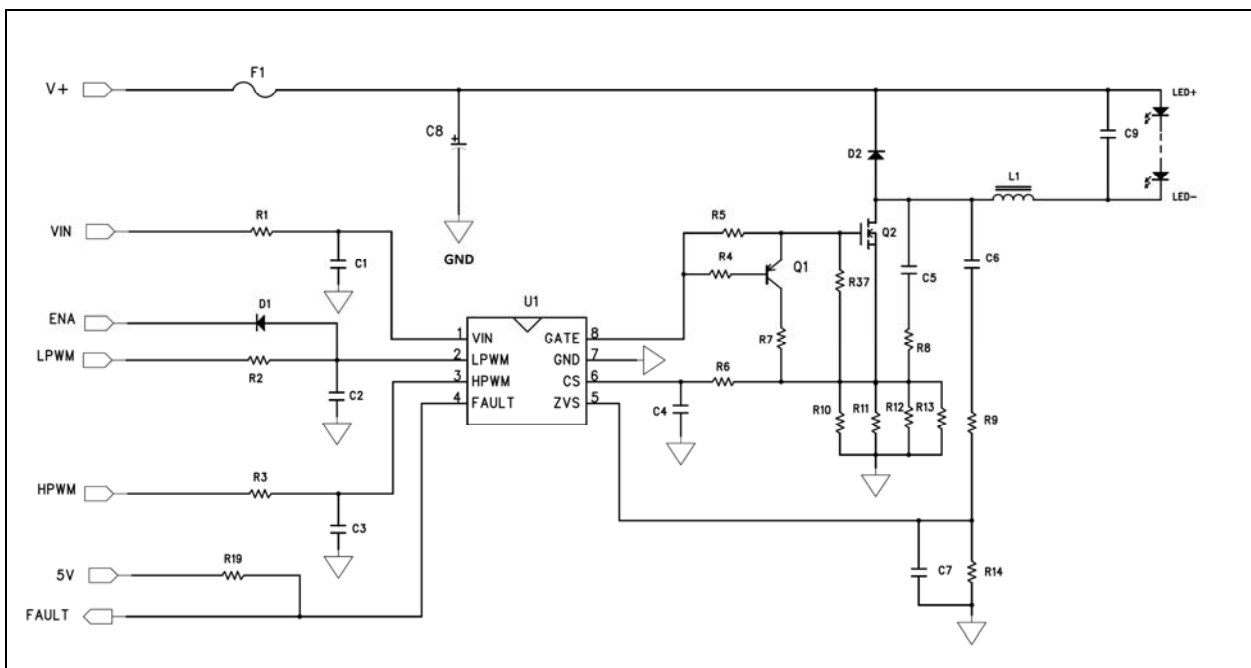 F1
V+
LED+
C8
C9
D2
L1
LED-
R1
R5
VIN
Q2
GND
C1
R4
Q1
C6
R37
C5
U1
D1
ENA
1 VIN GATE 8
R7
R8
LPWM
2 LPWM GND 7
R2
R6
3 HPWM CS 6
C2
4 FAULT ZVS 5
C4
R10
R11
R12
R13
R9
R3
HPWM
C3
R19
5V
C7
R14
FAULT